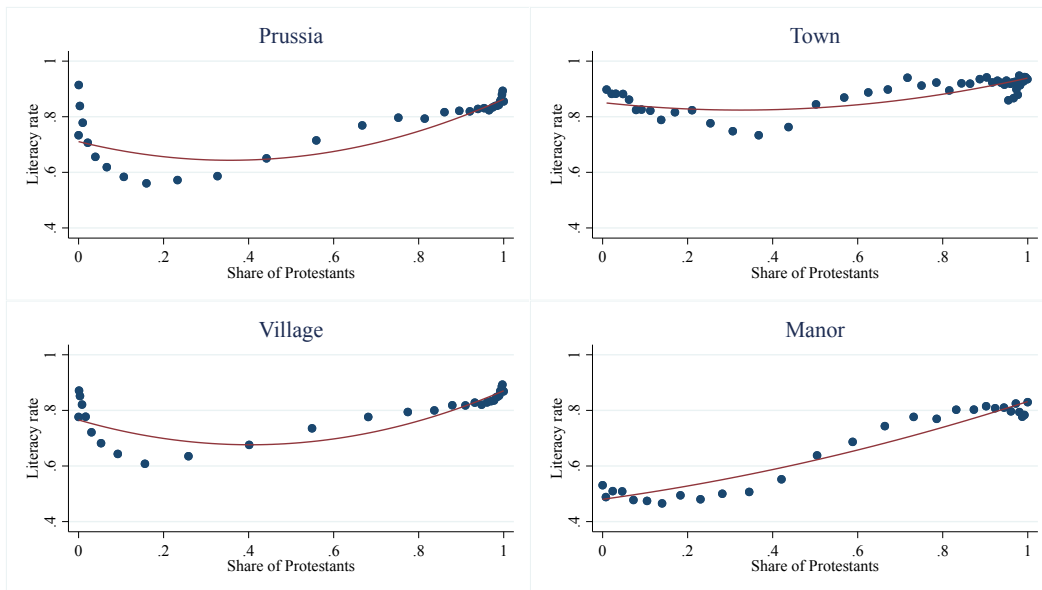 Prussia
Literacy rate
1
.8
.6
.4
0 .2 .4 .6 .8 1
Share of Protestants
Town
Literacy rate
1
.8
.6
.4
0 .2 .4 .6 .8 1
Share of Protestants
Village
Literacy rate
1
.8
.6
.4
0 .2 .4 .6 .8 1
Share of Protestants
Manor
Literacy rate
1
.8
.6
.4
0 .2 .4 .6 .8 1
Share of Protestants